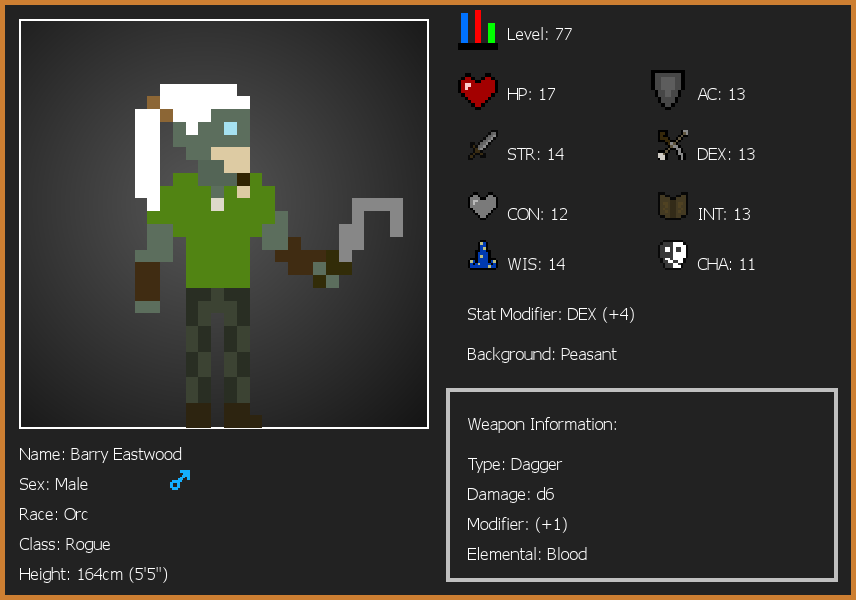 Level: 77
HP: 17
AC: 13
STR: 14
DEX: 13
CON: 12
INT: 13
WIS: 14
CHA: 11
Stat Modifier: DEX (+4)
Background: Peasant
Weapon Information:
Type: Dagger
Damage: d6
Modifier: (+1)
Elemental: Blood
Name: Barry Eastwood
Sex: Male
Race: Orc
Class: Rogue
Height: 164cm (5'5")